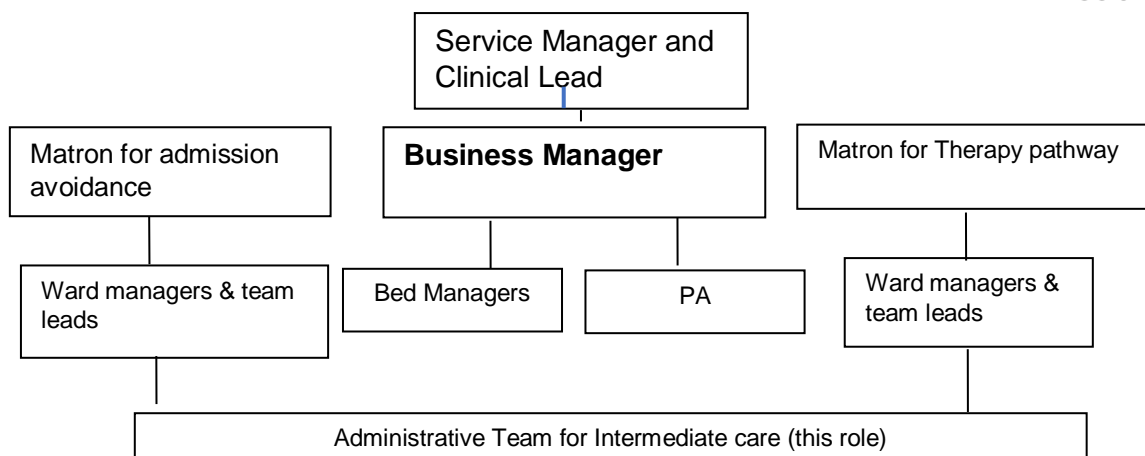 Service Manager and
Clinical Lead
Matron for admission
avoidance
Business Manager
Matron for Therapy pathway
Ward managers & team
leads
Bed Managers
PA
Ward managers &
team leads
Administrative Team for Intermediate care (this role)